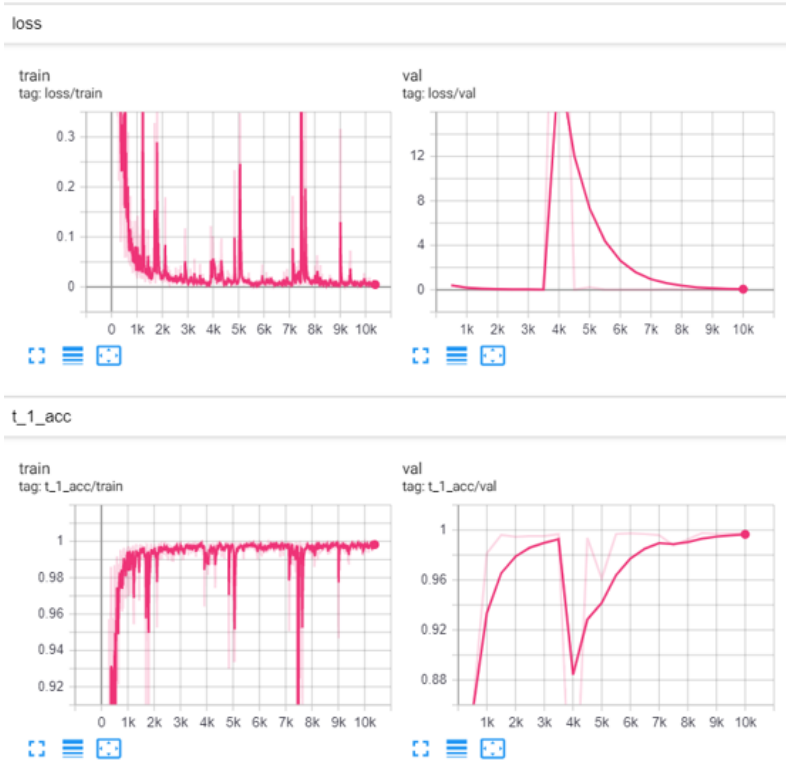 loss
train
tag: loss/train
0.3
0.2
0.1
0
0 1k 2k 3k 4k 5k 6k 7k 8k 9k 10k
val
tag: loss/val
12
8
4
0
1k 2k 3k 4k 5k 6k 7k 8k 10k
t_1_acc
train
tag: t_1_acc/train
1
0.98
0.96
0.94
0.92
0 1k 2k 3k 4k 5k 6k 7k 8k 9k 10k
val
tag: t_1_acc/val
1
0.96
0.92
0.88
1k 2k 3k 4k 5k 6k 7k 8k 10k